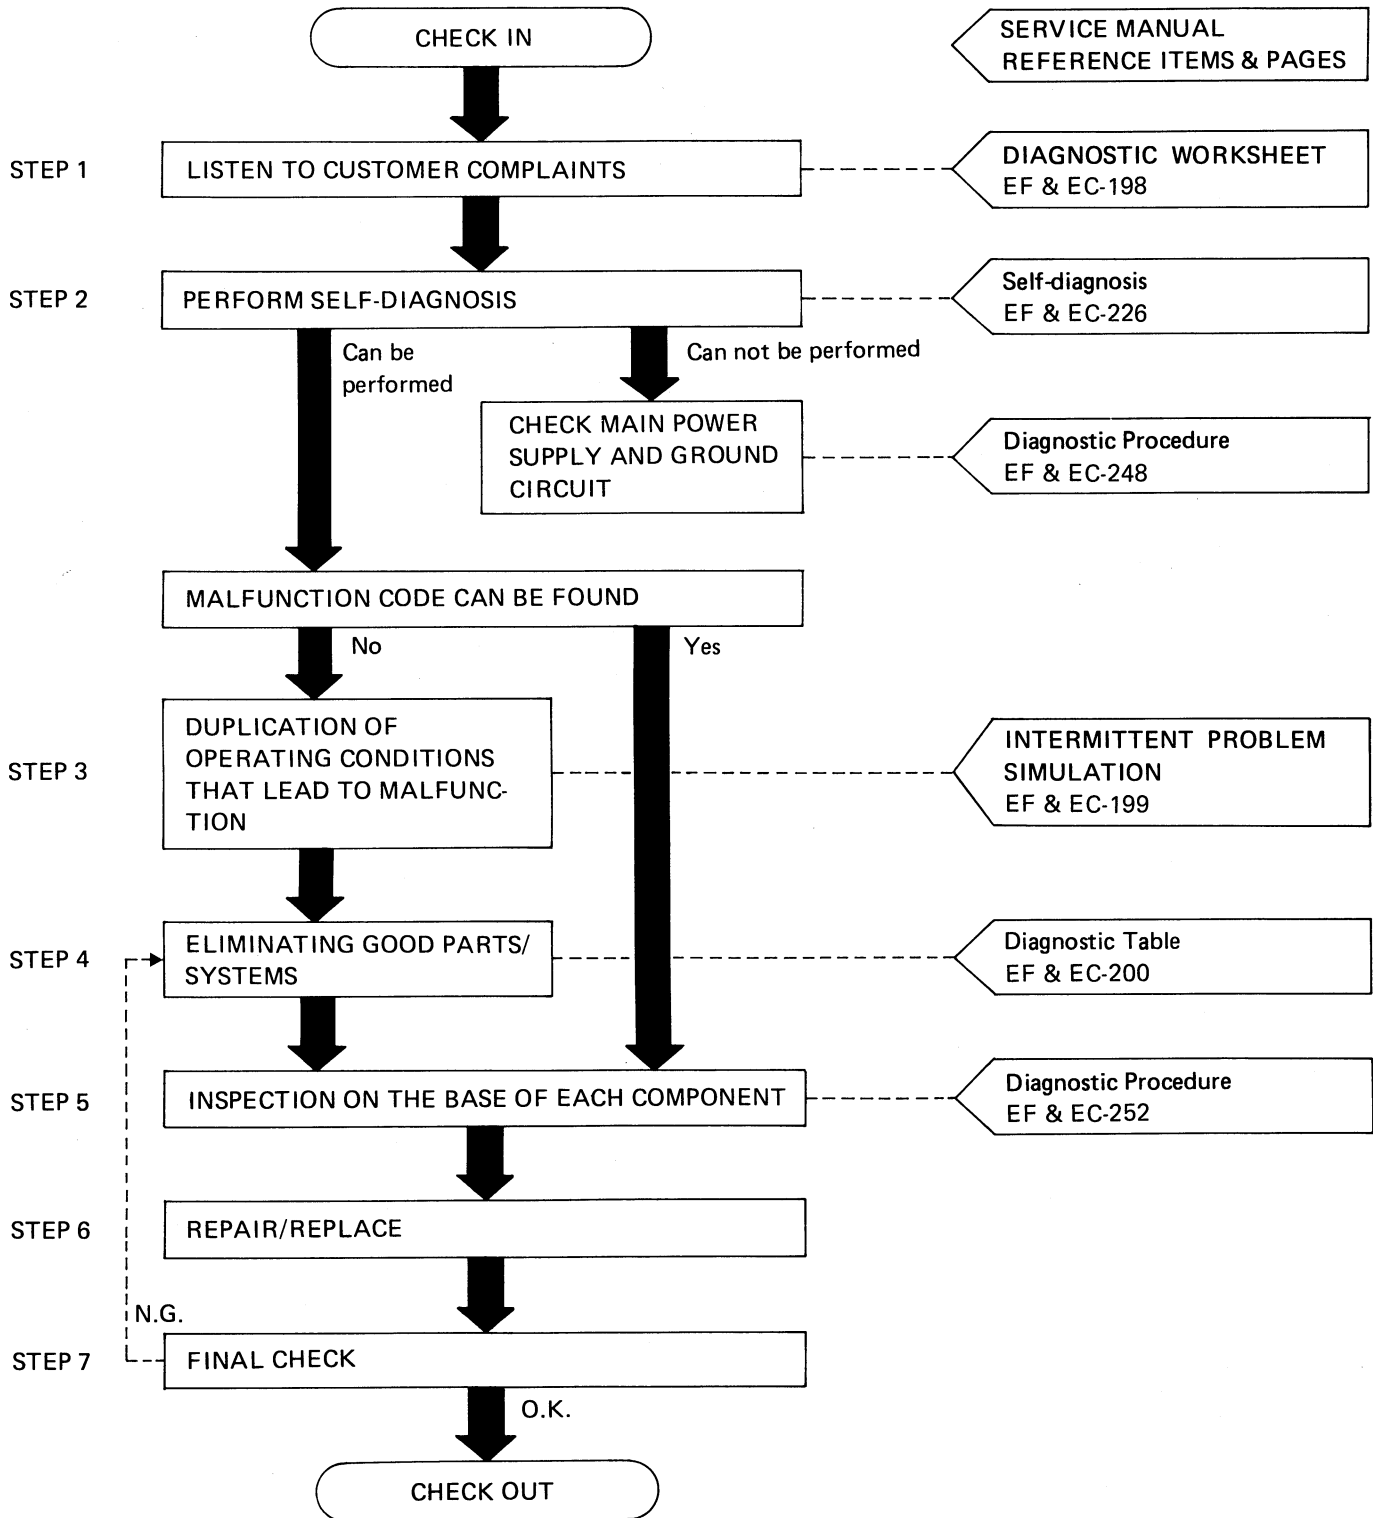 CHECK IN
SERVICE MANUAL
REFERENCE ITEMS & PAGES
STEP 1
LISTEN TO CUSTOMER COMPLAINTS
DIAGNOSTIC WORKSHEET
EF & EC-198
STEP 2
PERFORM SELF-DIAGNOSIS
Self-diagnosis
EF & EC-226
Can be
performed
Can not be performed
CHECK MAIN POWER
SUPPLY AND GROUND
CIRCUIT
Diagnostic Procedure
EF & EC-248
MALFUNCTION CODE CAN BE FOUND
No
Yes
STEP 3
DUPLICATION OF
OPERATING CONDITIONS
THAT LEAD TO MALFUNC-
TION
INTERMITTENT PROBLEM
SIMULATION
EF & EC-199
STEP 4
ELIMINATING GOOD PARTS/
SYSTEMS
Diagnostic Table
EF & EC-200
STEP 5
INSPECTION ON THE BASE OF EACH COMPONENT
Diagnostic Procedure
EF & EC-252
STEP 6
REPAIR/REPLACE
N.G.
STEP 7
FINAL CHECK
O.K.
CHECK OUT